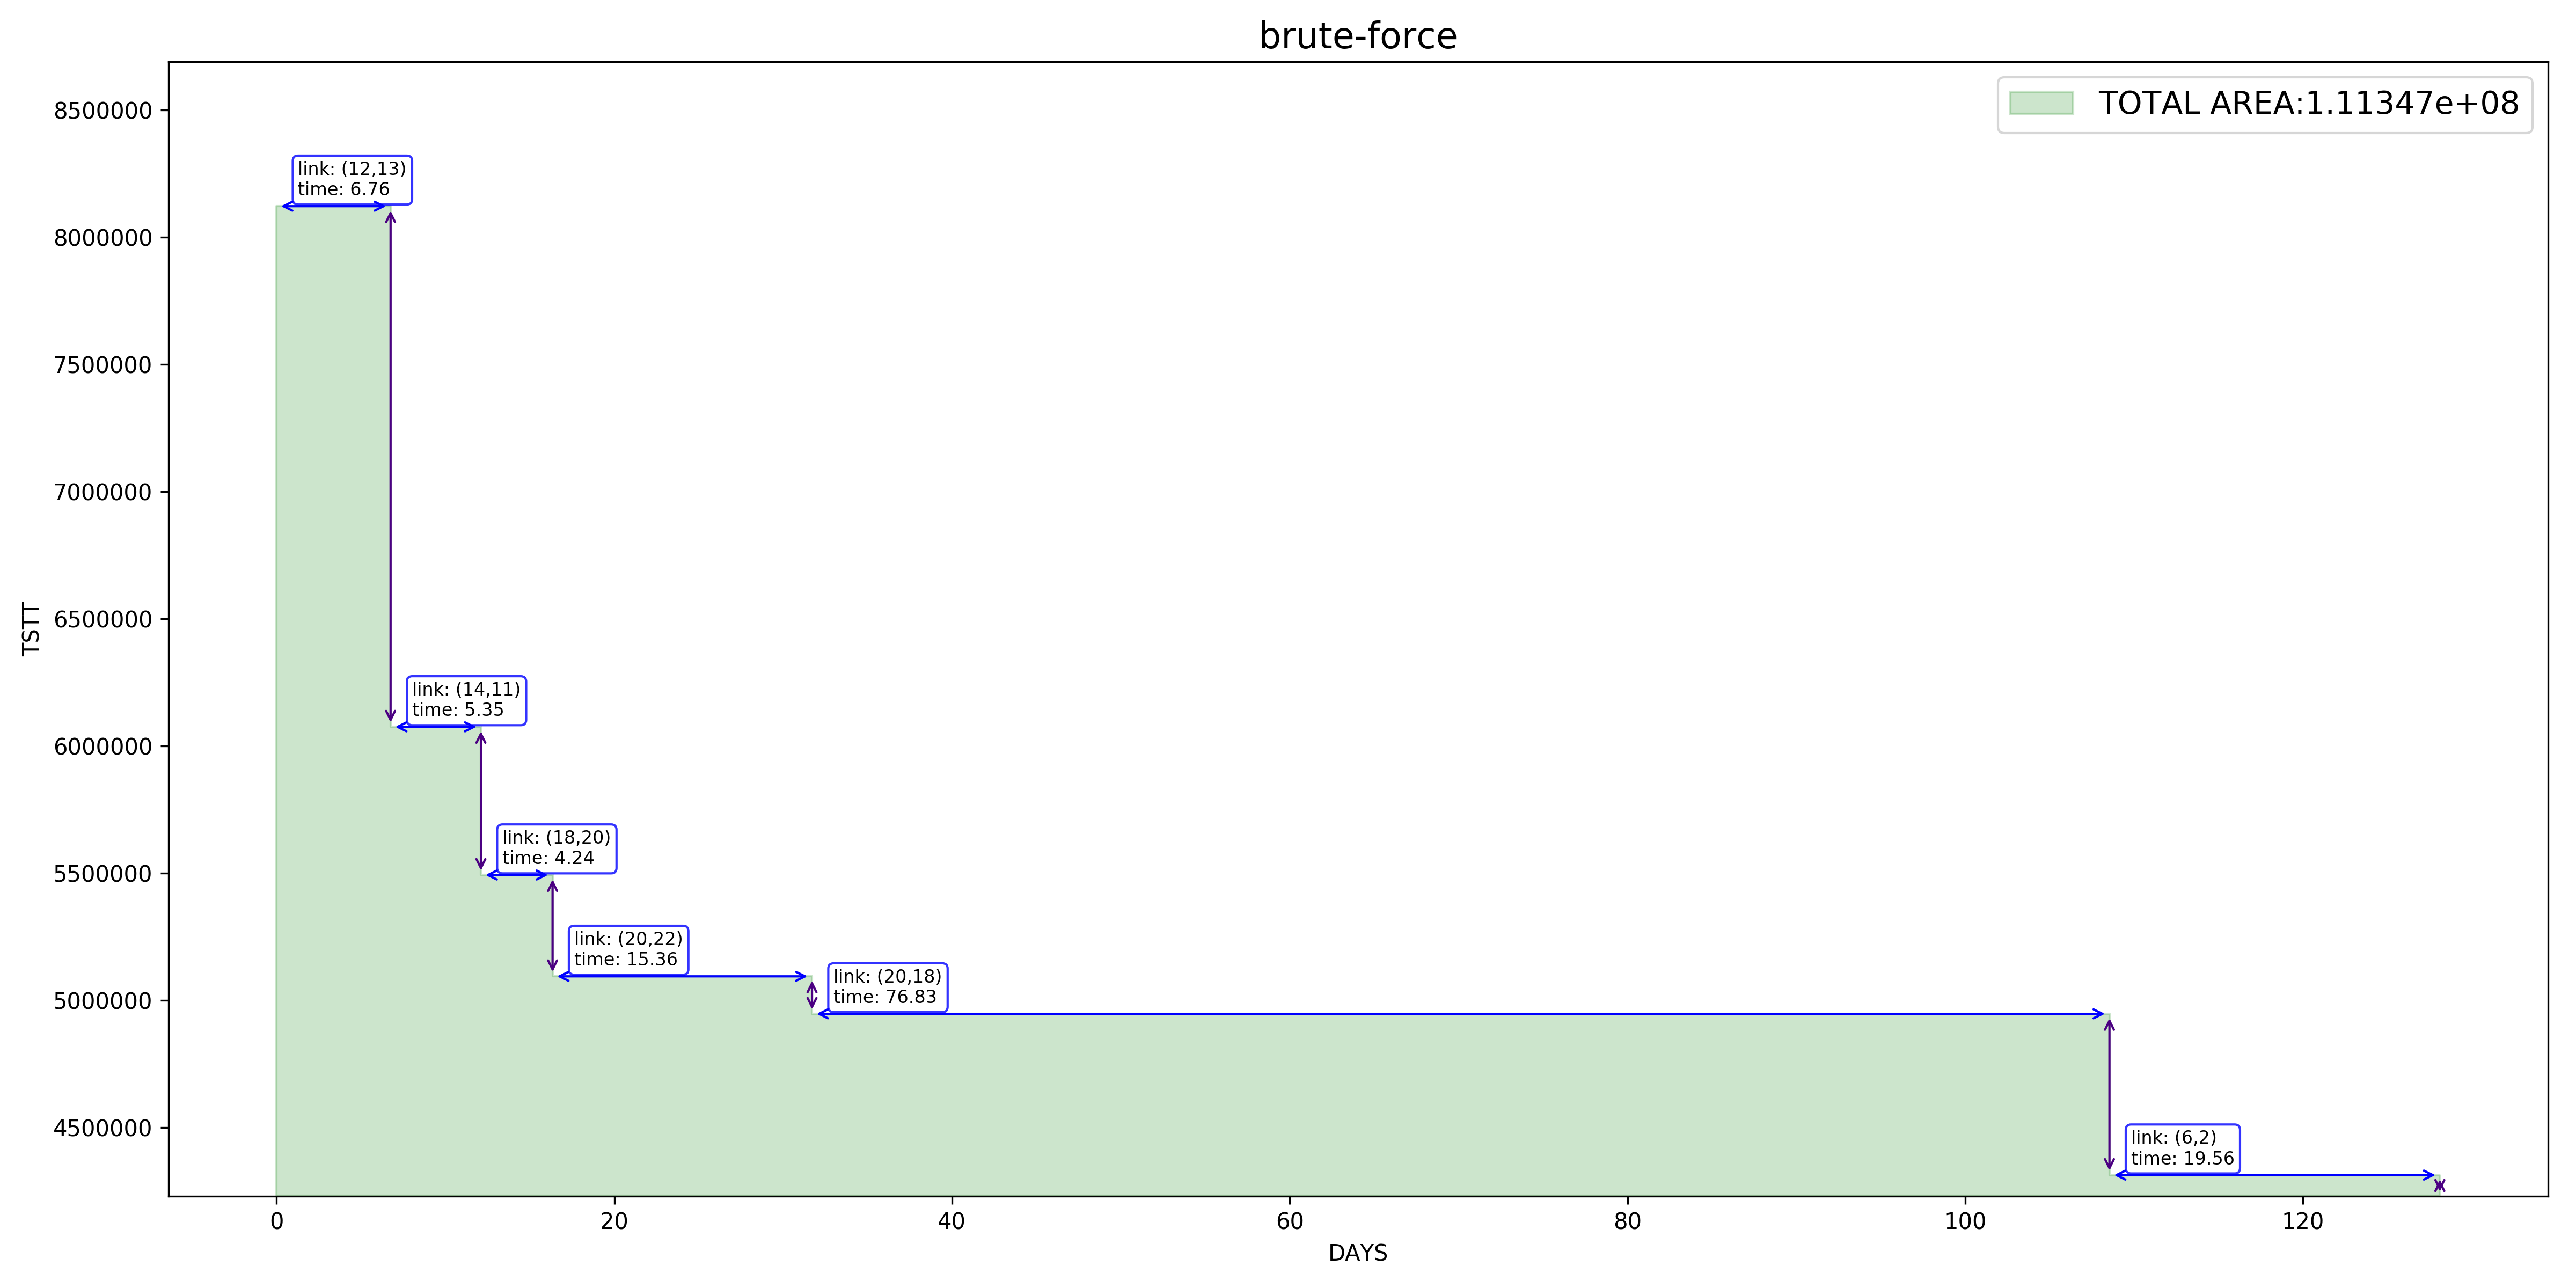 brute-force
TOTAL AREA:1.11347e+08
TSTT
8500000
8000000
7500000
7000000
6500000
6000000
5500000
5000000
4500000
link: (12,13)
time: 6.76
link: (14,11)
time: 5.35
link: (18,20)
time: 4.24
link: (20,22)
time: 15.36
link: (20,18)
time: 76.83
link: (6,2)
time: 19.56
0 20 40 60 80 100 120
DAYS